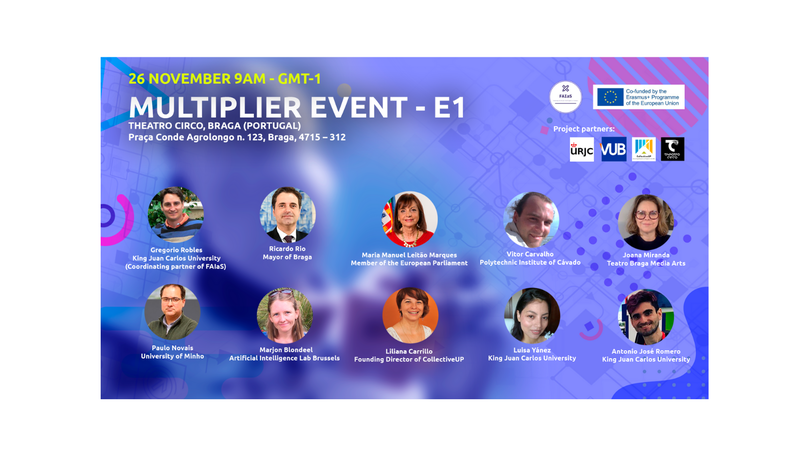 26 NOVEMBER 9AM - GMT-1
MULTIPLIER EVENT - E1
THEATRO CIRCO, BRAGA (PORTUGAL)
Praça Conde Agrolongo n. 123, Braga, 4715 – 312
FAIaS
Co-funded by the
Erasmus+ Programme
of the European Union
Project partners:
URJC
VUB
THEATRO
CIRCO
Gregorio Robles
King Juan Carlos University
(Coordinating partner of FAIaS)
Ricardo Rio
Mayor of Braga
Maria Manuel Leitão Marques
Member of the European Parliament
Vitor Carvalho
Polytechnic Institute of Cávado
Joana Miranda
Teatro Braga Media Arts
Paulo Novais
University of Minho
Marjon Blondeel
Artificial Intelligence Lab Brussels
Liliana Carrillo
Founding Director of CollectiveUP
Luisa Yánez
King Juan Carlos University
Antonio José Romero
King Juan Carlos University